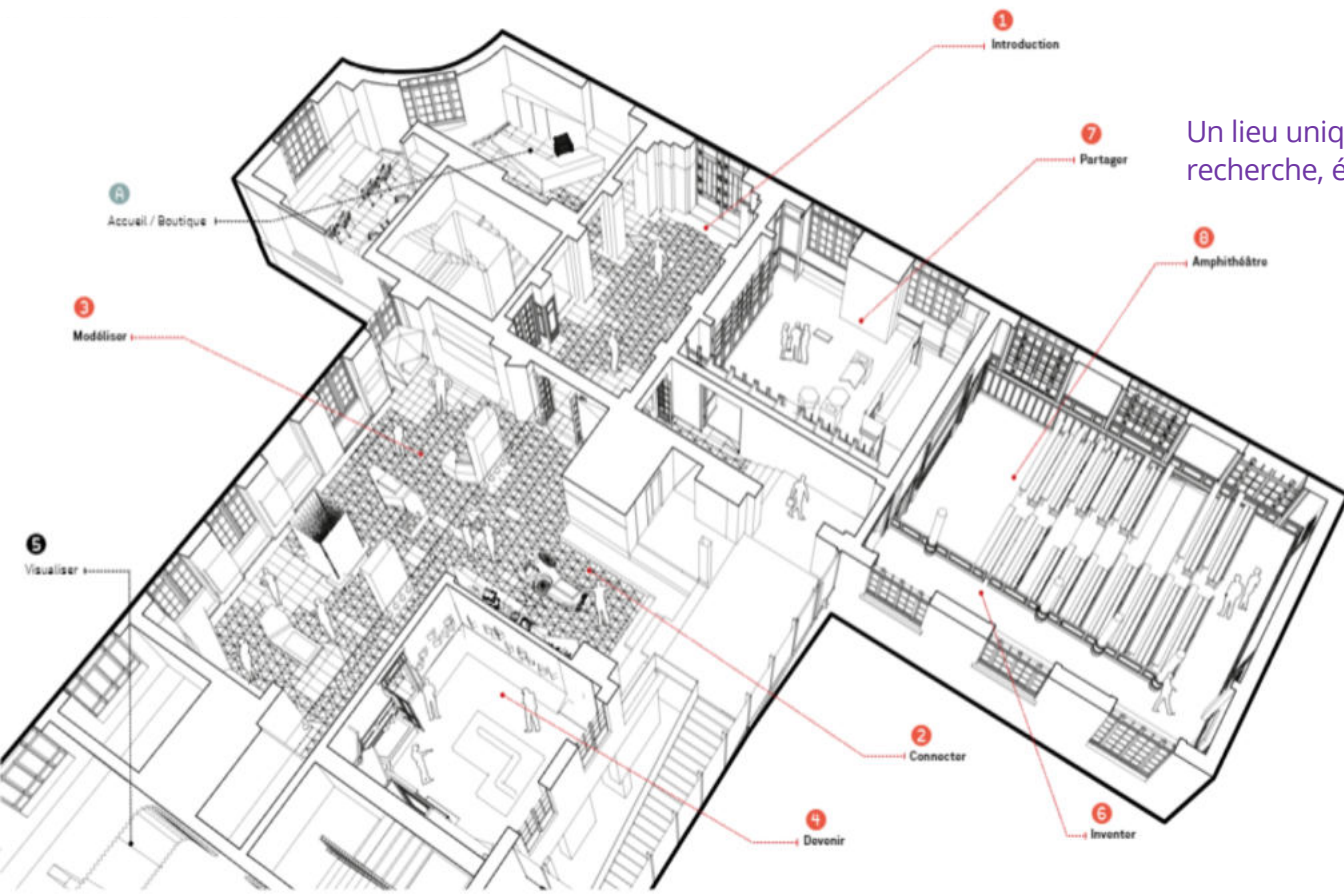 1
Introduction
7
Partager
Un lieu uniq
recherche, é
A
Accueil / Boutique
8
Amphithéâtre
3
Modéliser
5
Visualiser
2
Connecter
4
Devenir
6
Inventer